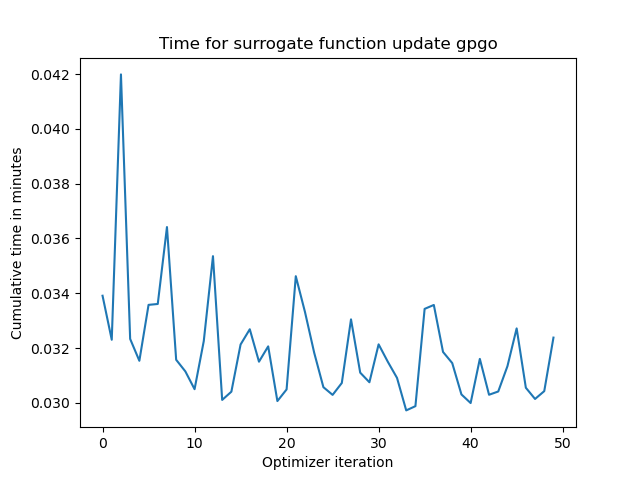 Time for surrogate function update gpgo
Cumulative time in minutes
0.042
0.040
0.038
0.036
0.034
0.032
0.030
0 10 20 30 40 50
Optimizer iteration